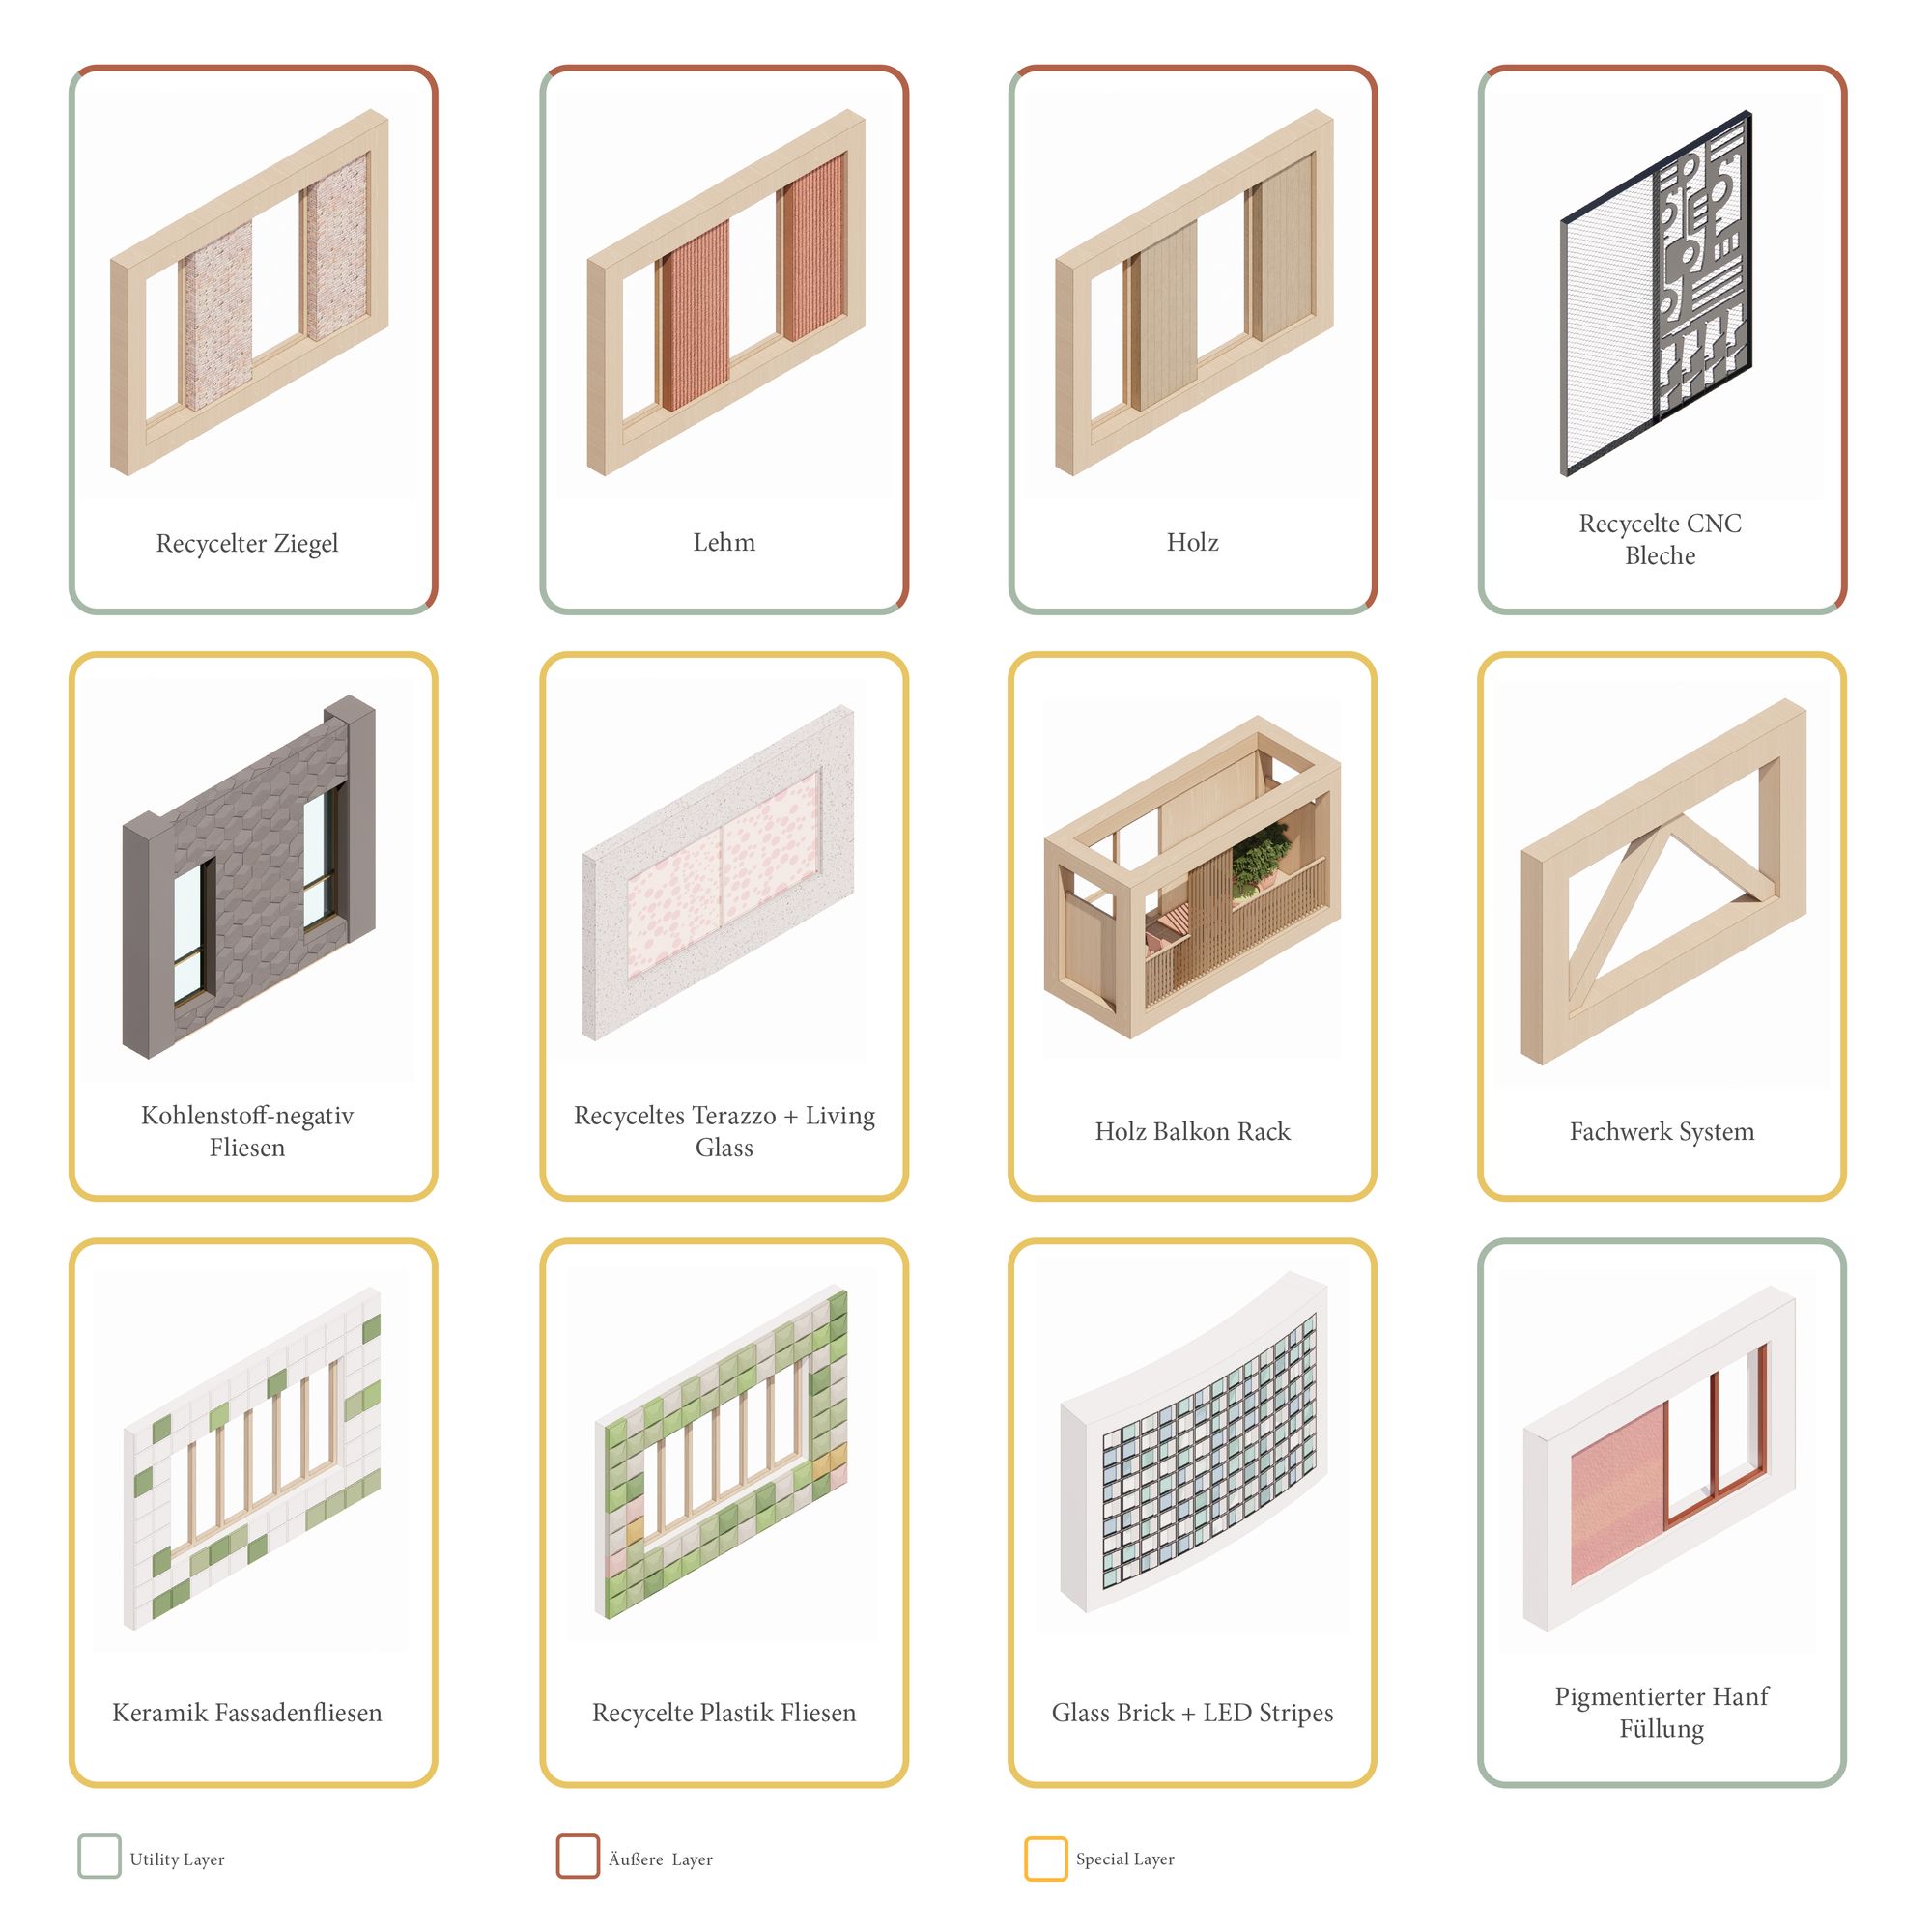 Recycelter Ziegel
Lehm
Holz
Recycelte CNC
Bleche
Kohlenstoff-negativ
Fliesen
Recyceltes Terazzo + Living
Glass
Holz Balkon Rack
Fachwerk System
Keramik Fassadenfliesen
Recycelte Plastik Fliesen
Glass Brick + LED Stripes
Pigmentierter Hanf
Füllung
Utility Layer
Äußere Layer
Special Layer